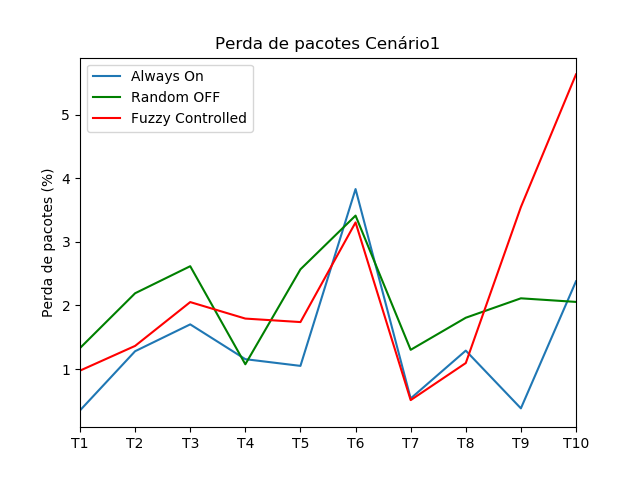 Perda de pacotes Cenário1
Always On
Random OFF
Fuzzy Controlled
Perda de pacotes (%)
5
4
3
2
1
T1 T2 T3 T4 T5 T6 T7 T8 T9 T10